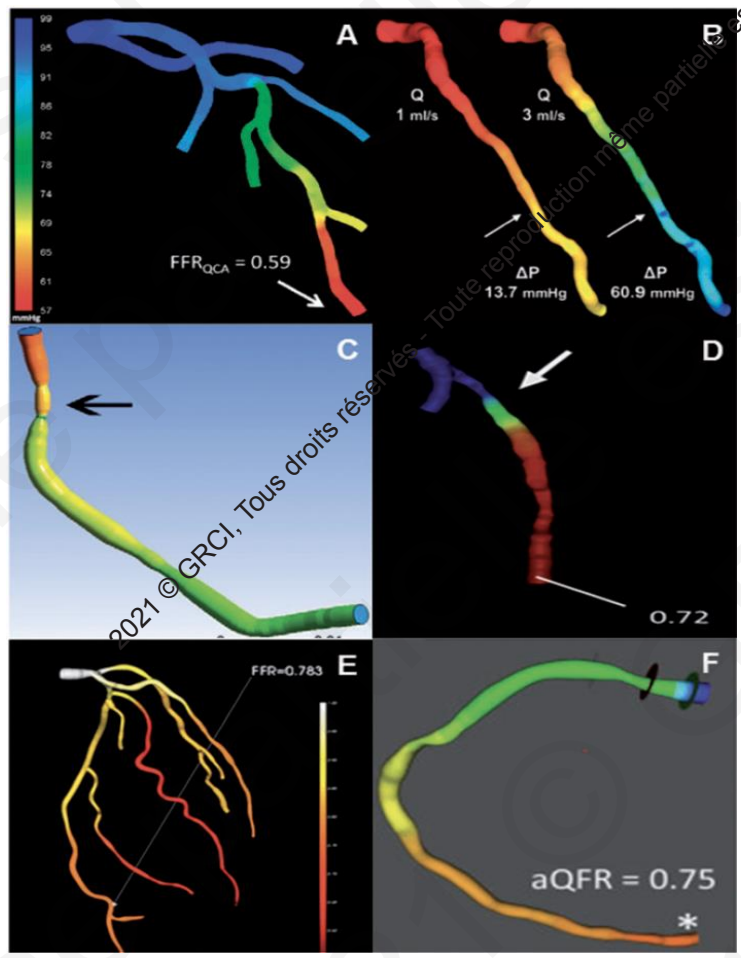 A
99
95
91
86
82
78
74
69
65
61
57
mmHg
FFRQCA = 0.59
B
Q
1 ml/s
Q
3 ml/s
ΔP
13.7 mmHg
ΔP
60.9 mmHg
C
D
0.72
E
FFR=0.783
F
aQFR = 0.75
*
2021 © GRCI, Tous droits réservés - Toute reproduction même partielle es